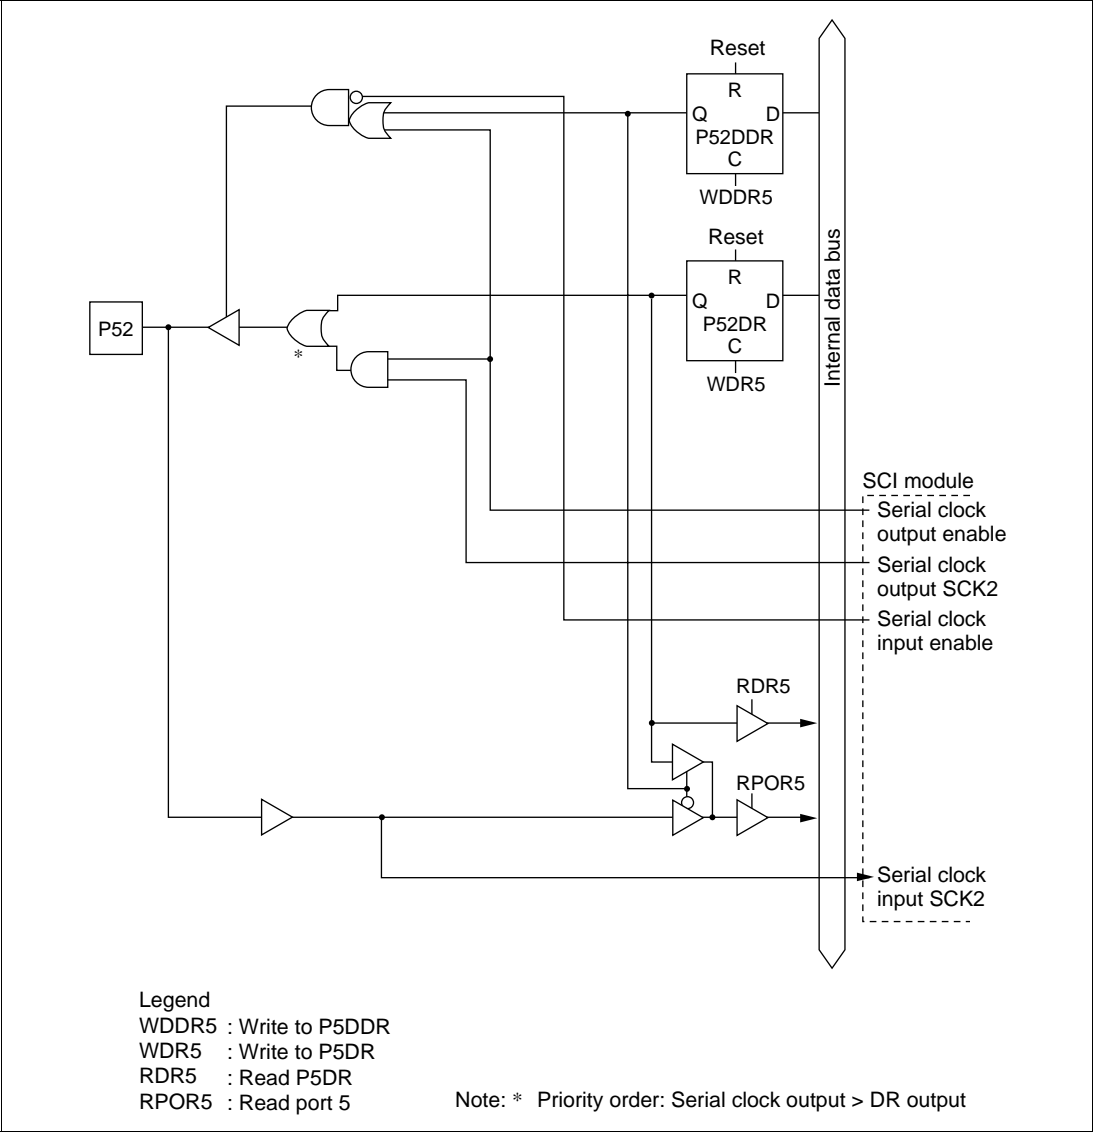 Reset
R
Q
D
P52DDR
C
WDDR5
Reset
R
Q
D
P52DR
C
WDR5
Internal data bus
P52
*
SCI module
Serial clock
output enable
Serial clock
output SCK2
Serial clock
input enable
RDR5
RPOR5
Serial clock
input SCK2
Legend
WDDR5 : Write to P5DDR
WDR5 : Write to P5DR
RDR5 : Read P5DR
RPOR5 : Read port 5
Note: * Priority order: Serial clock output > DR output